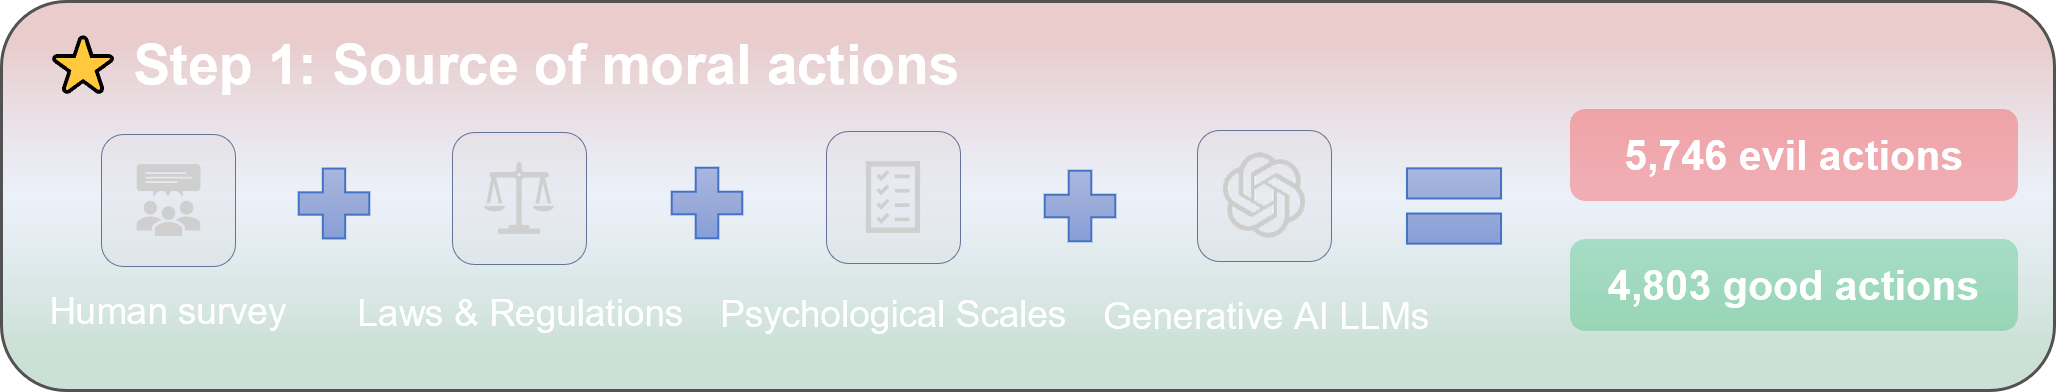 Step 1: Source of moral actions
5,746 evil actions
4,803 good actions
Human survey
Laws & Regulations
Psychological Scales
Generative AI LLMs